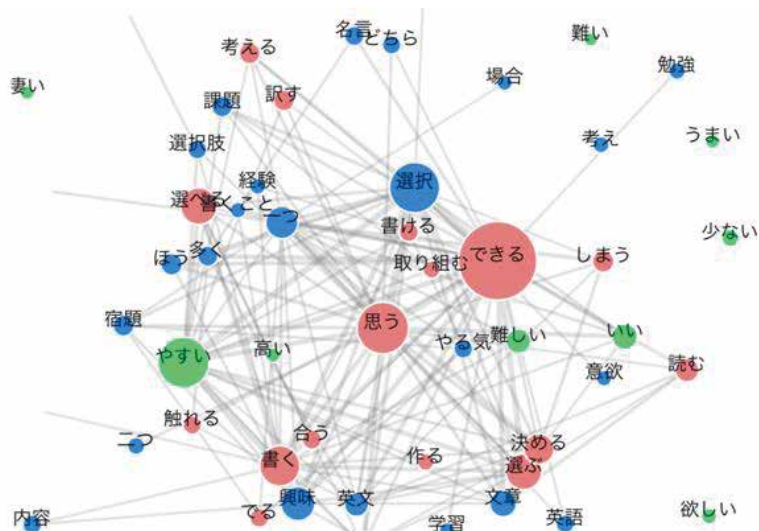 名言
どちら
難い
考える
場合
勉強
妻い
訳す
課題
選択肢
考え
うまい
経験
選択
選べる
書くこと
一つ
書ける
少ない
ほう
多く
取り組む
できる
しまう
宿題
思う
やすい
高い
やる気
難しい
いい
意欲
読む
触れる
二つ
合う
決める
書く
作る
選ぶ
内容
でる
興味
英文
文章
学習
英語
欲しい